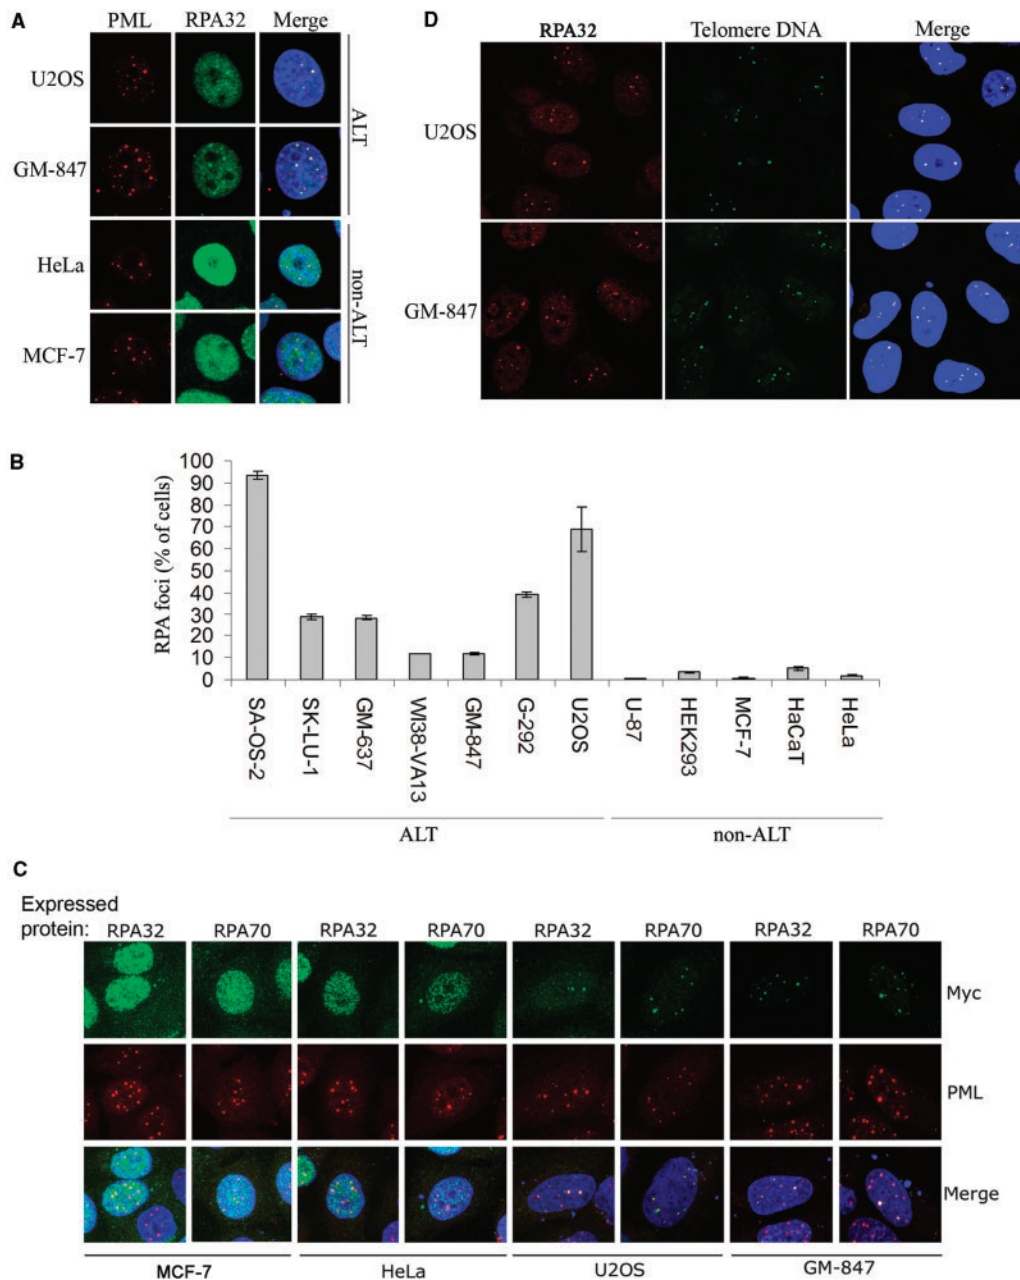 A
PML RPA32 Merge
U2OS
GM-847
HeLa
MCF-7
ALT
non-ALT
D
RPA32 Telomere DNA Merge
U2OS
GM-847
B
RPA foci (% of cells)
100
90
80
70
60
50
40
30
20
10
0
SA-OS-2
SK-LU-1
GM-637
WI38-VA13
GM-847
G-292
U2OS
U-87
HEK293
MCF-7
HaCaT
HeLa
ALT non-ALT
C
Expressed
protein: RPA32 RPA70 RPA32 RPA70 RPA32 RPA70 RPA32 RPA70
Myc
PML
Merge
MCF-7 HeLa U2OS GM-847